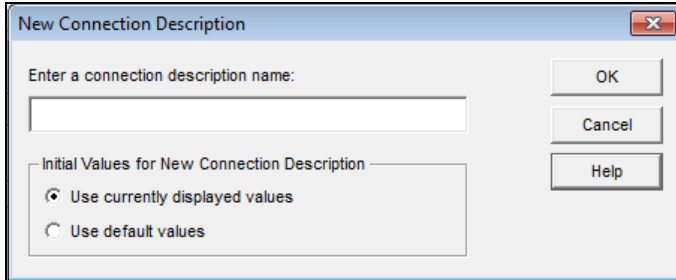 New Connection Description
Enter a connection description name:
OK
Cancel
Initial Values for New Connection Description
Help
Use currently displayed values
Use default values